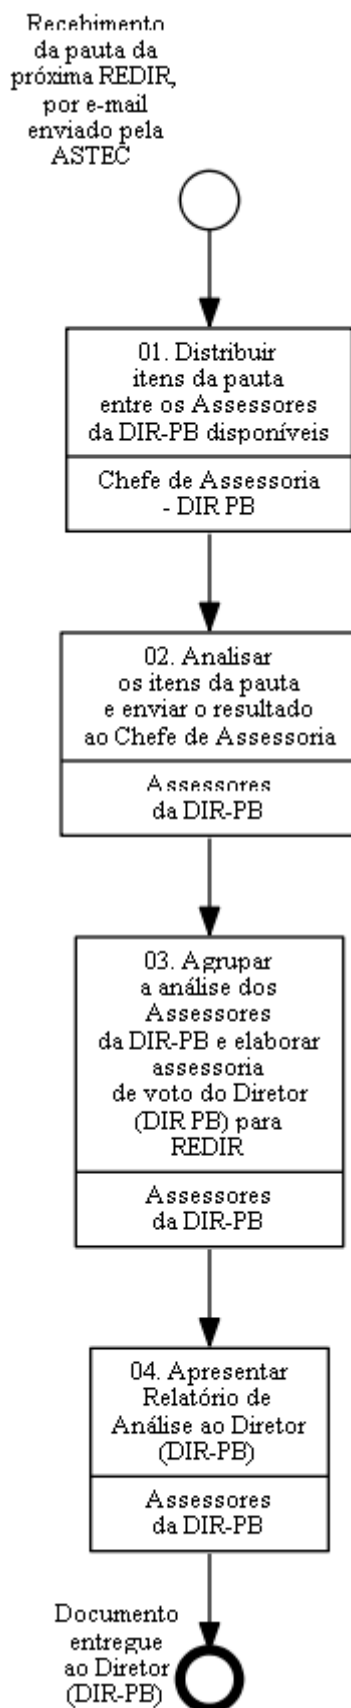 Recebimento
da pauta da
próxima REDIR,
por e-mail
enviado pela
ASTEC
01. Distribuir
itens da pauta
entre os Assessores
da DIR-PB disponíveis
Chefe de Assessoria
- DIR PB
02. Analisar
os itens da pauta
e enviar o resultado
ao Chefe de Assessoria
Assessores
da DIR-PB
03. Agrupar
a análise dos
Assessores
da DIR-PB e elaborar
assessoria
de voto do Diretor
(DIR PB) para
REDIR
Assessores
da DIR-PB
04. Apresentar
Relatório de
Análise ao Diretor
(DIR-PB)
Assessores
da DIR-PB
Documento
entregue
ao Diretor
(DIR-PB)